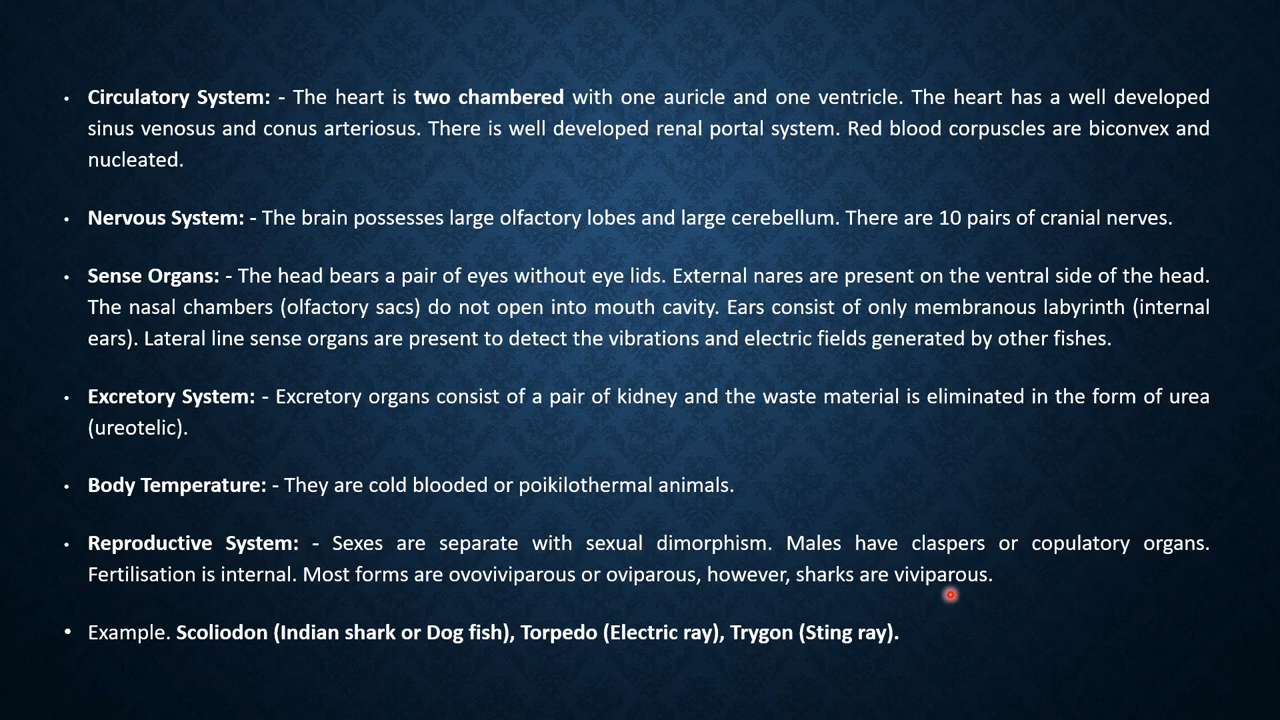 • Circulatory System: - The heart is two chambered with one auricle and one ventricle. The heart has a well developed
sinus venosus and conus arteriosus. There is well developed renal portal system. Red blood corpuscles are biconvex and
nucleated.
• Nervous System: - The brain possesses large olfactory lobes and large cerebellum. There are 10 pairs of cranial nerves.
• Sense Organs: - The head bears a pair of eyes without eye lids. External nares are present on the ventral side of the head.
The nasal chambers (olfactory sacs) do not open into mouth cavity. Ears consist of only membranous labyrinth (internal
ears). Lateral line sense organs are present to detect the vibrations and electric fields generated by other fishes.
• Excretory System: - Excretory organs consist of a pair of kidney and the waste material is eliminated in the form of urea
(ureotelic).
• Body Temperature: - They are cold blooded or poikilothermal animals.
• Reproductive System: - Sexes are separate with sexual dimorphism. Males have claspers or copulatory organs.
Fertilisation is internal. Most forms are ovoviviparous or oviparous, however, sharks are viviparous.
• Example. Scoliodon (Indian shark or Dog fish), Torpedo (Electric ray), Trygon (Sting ray).